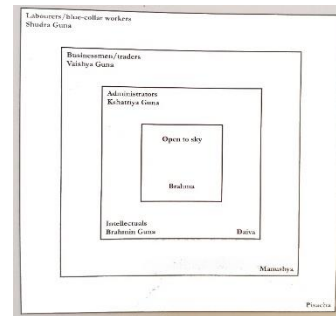 Labourers/blue-collar workers
Shudra Guna
Businessmen/traders
Vaishya Guna
Administrators
Kshatriya Guna
Open to sky
Brahma
Intellectuals
Brahmin Guna
Daiva
Manushya
Pisacha